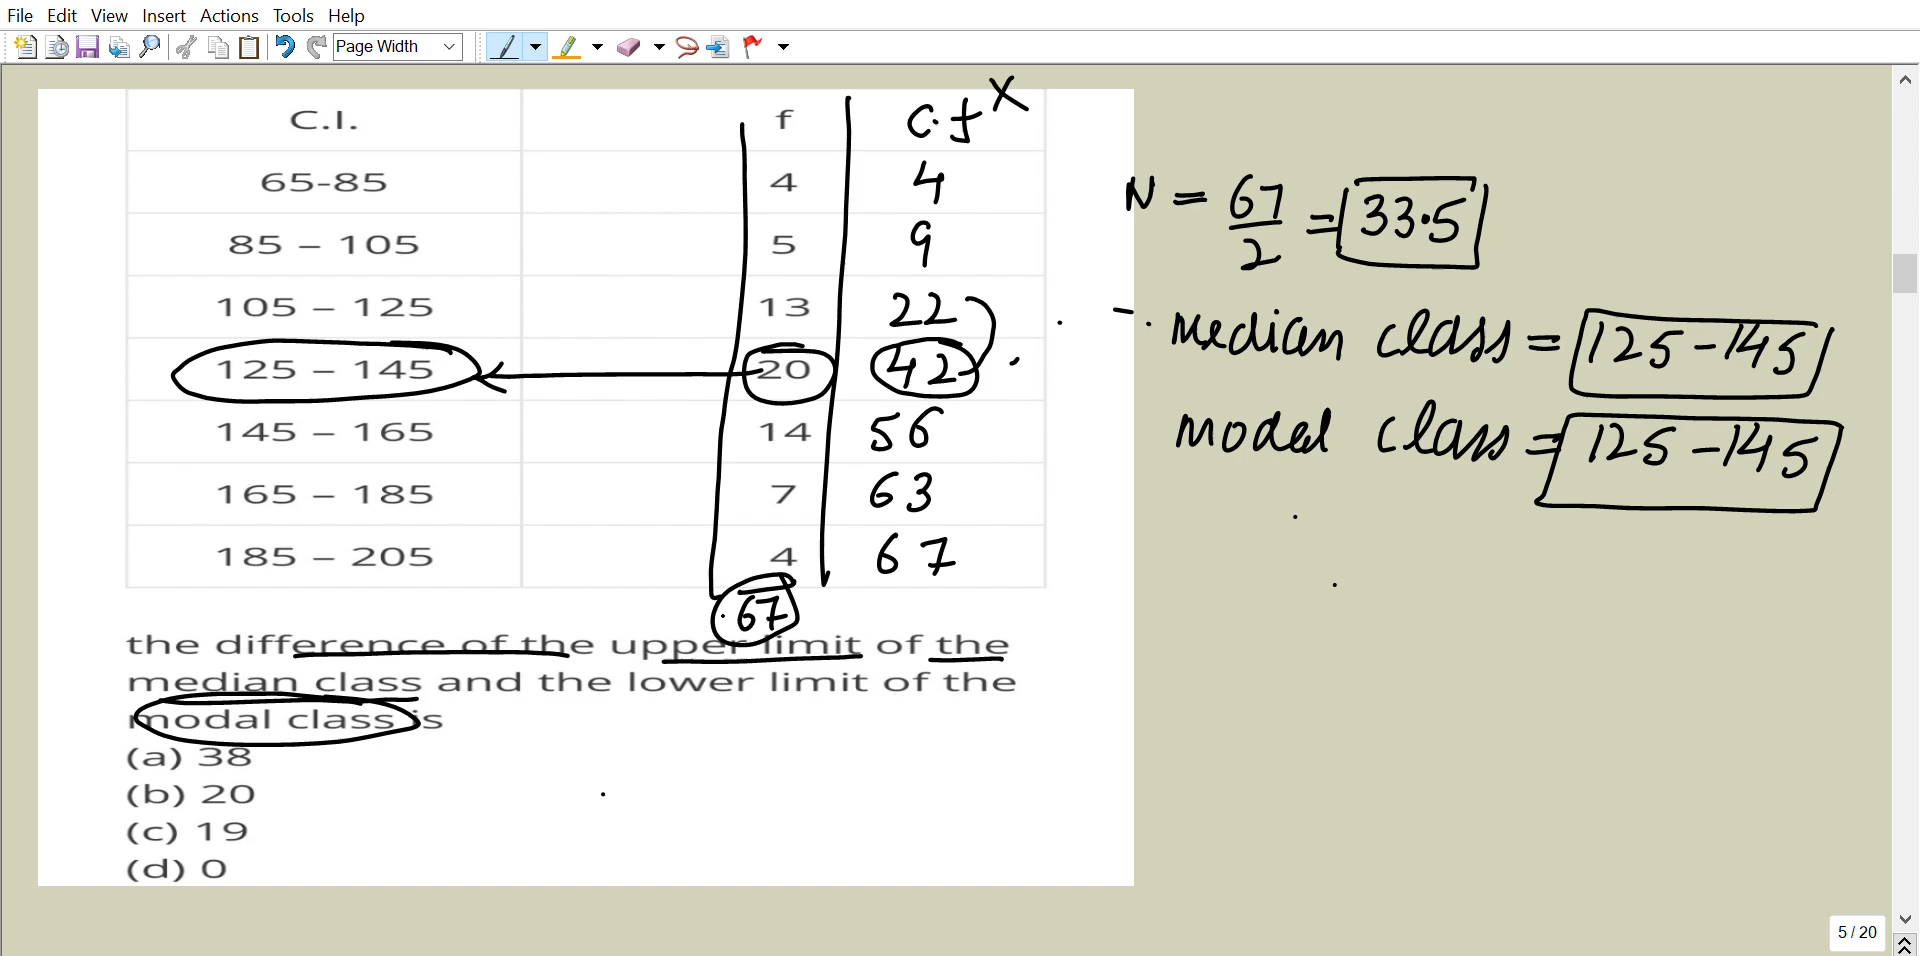 File Edit View Insert Actions Tools Help
Page Width
C.I. f C.f X
65-85 4 4
85 – 105 5 9
105 – 125 13 22
125 – 145 20 42
145 – 165 14 56
165 – 185 7 63
185 – 205 4 67
67
the difference of the upper limit of the
median class and the lower limit of the
modal class is
(a) 38
(b) 20
(c) 19
(d) 0
N = 67/2 = 33.5
median class = 125-145
modal class = 125-145
5 / 20